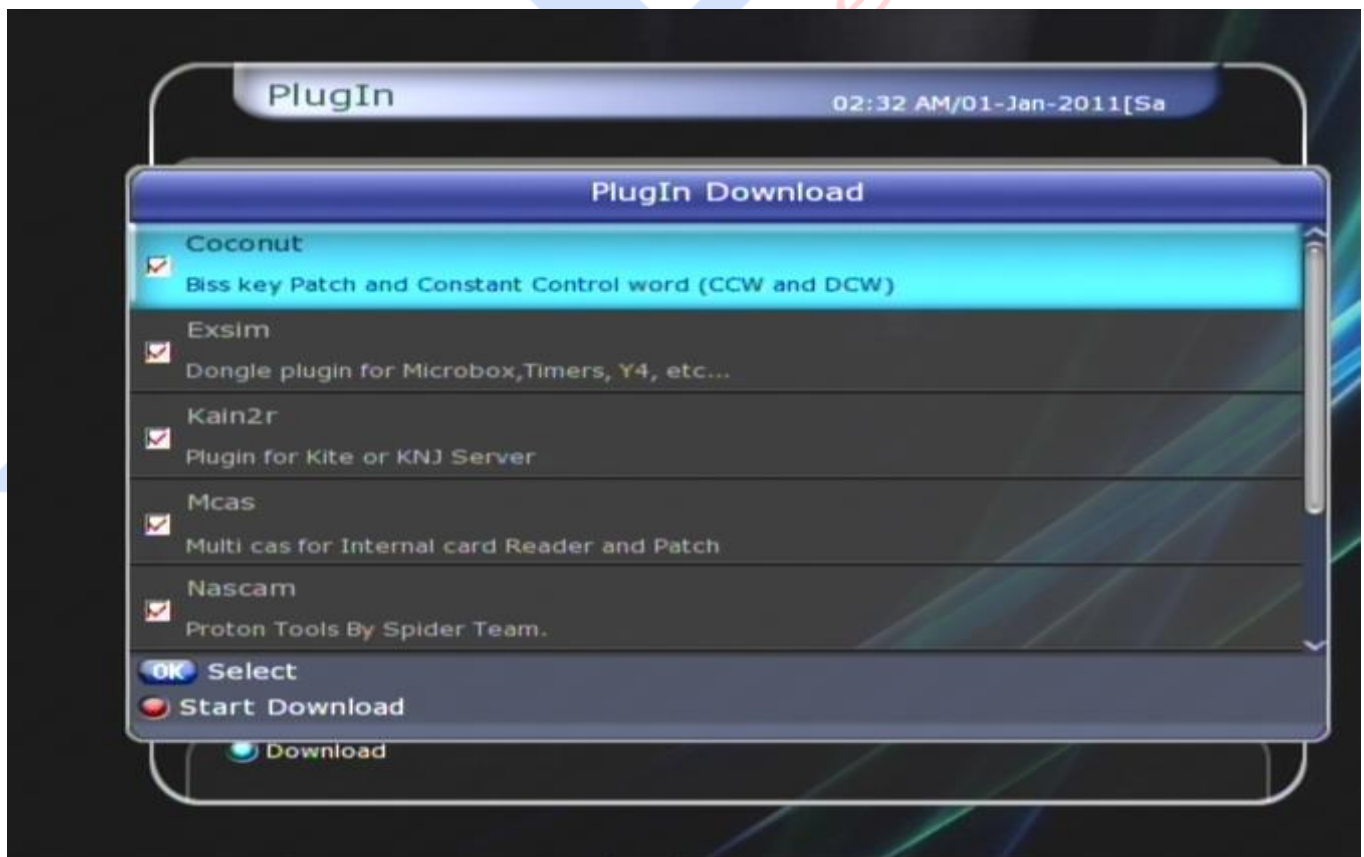 PlugIn
02:32 AM/01-Jan-2011[Sa
PlugIn Download
Coconut
Biss key Patch and Constant Control word (CCW and DCW)
Exsim
Dongle plugin for Microbox,Timers, Y4, etc...
Kain2r
Plugin for Kite or KNJ Server
Mcas
Multi cas for Internal card Reader and Patch
Nascam
Proton Tools By Spider Team.
OK Select
Start Download
Download